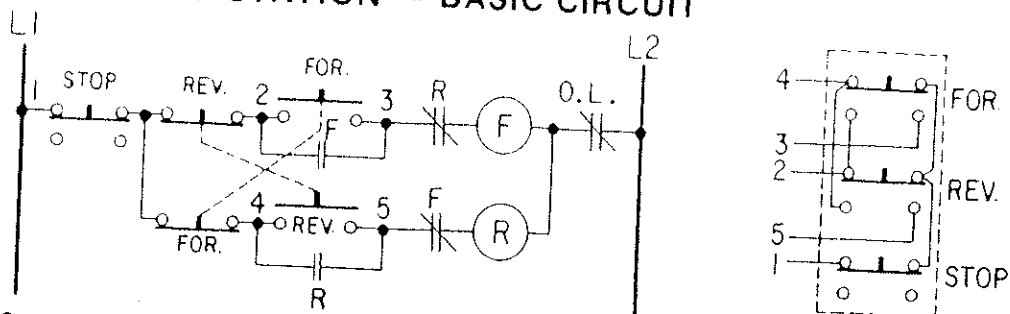 STATION - BASIC CIRCUIT
L1
L2
1
STOP
REV.
2
FOR.
3
F
R
F
O.L.
FOR.
4
REV.
5
R
F
R
4
FOR.
3
2
REV.
5
1
STOP